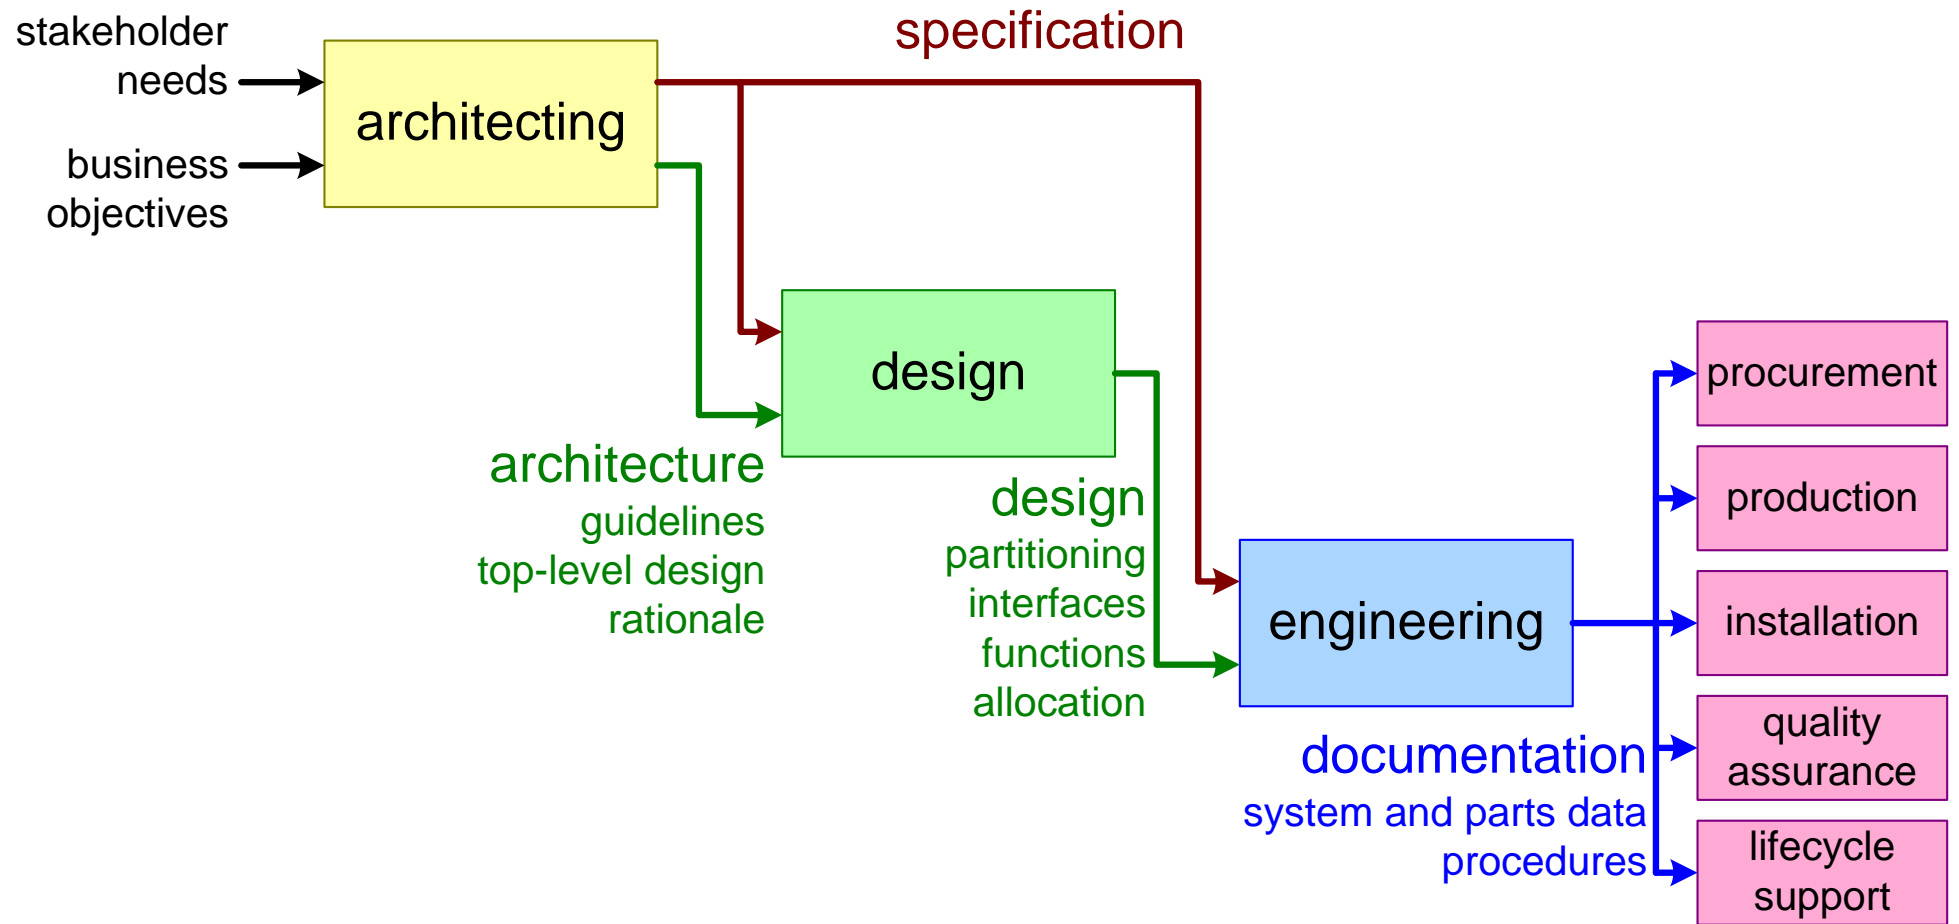 stakeholder
needs
business
objectives
architecting
specification
design
architecture
guidelines
top-level design
rationale
design
partitioning
interfaces
functions
allocation
engineering
documentation
system and parts data
procedures
procurement
production
installation
quality
assurance
lifecycle
support